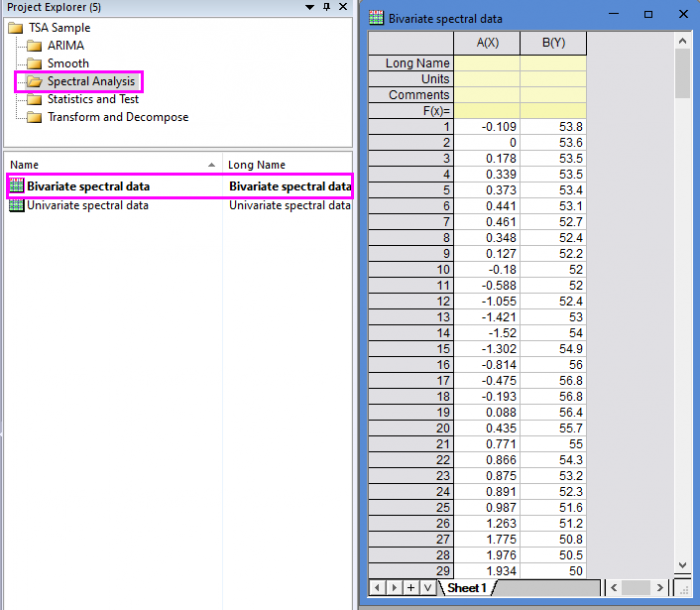 Project Explorer (5)
TSA Sample
ARIMA
Smooth
Spectral Analysis
Statistics and Test
Transform and Decompose
Name Long Name
Bivariate spectral data Bivariate spectral data
Univariate spectral data Univariate spectral data
Bivariate spectral data
A(X) B(Y)
Long Name
Units
Comments
F(x)=
1 -0.109 53.8
2 0 53.6
3 0.178 53.5
4 0.339 53.5
5 0.373 53.4
6 0.441 53.1
7 0.461 52.7
8 0.348 52.4
9 0.127 52.2
10 -0.18 52
11 -0.588 52
12 -1.055 52.4
13 -1.421 53
14 -1.52 54
15 -1.302 54.9
16 -0.814 56
17 -0.475 56.8
18 -0.193 56.8
19 0.088 56.4
20 0.435 55.7
21 0.771 55
22 0.866 54.3
23 0.875 53.2
24 0.891 52.3
25 0.987 51.6
26 1.263 51.2
27 1.775 50.8
28 1.976 50.5
29 1.934 50
Sheet1